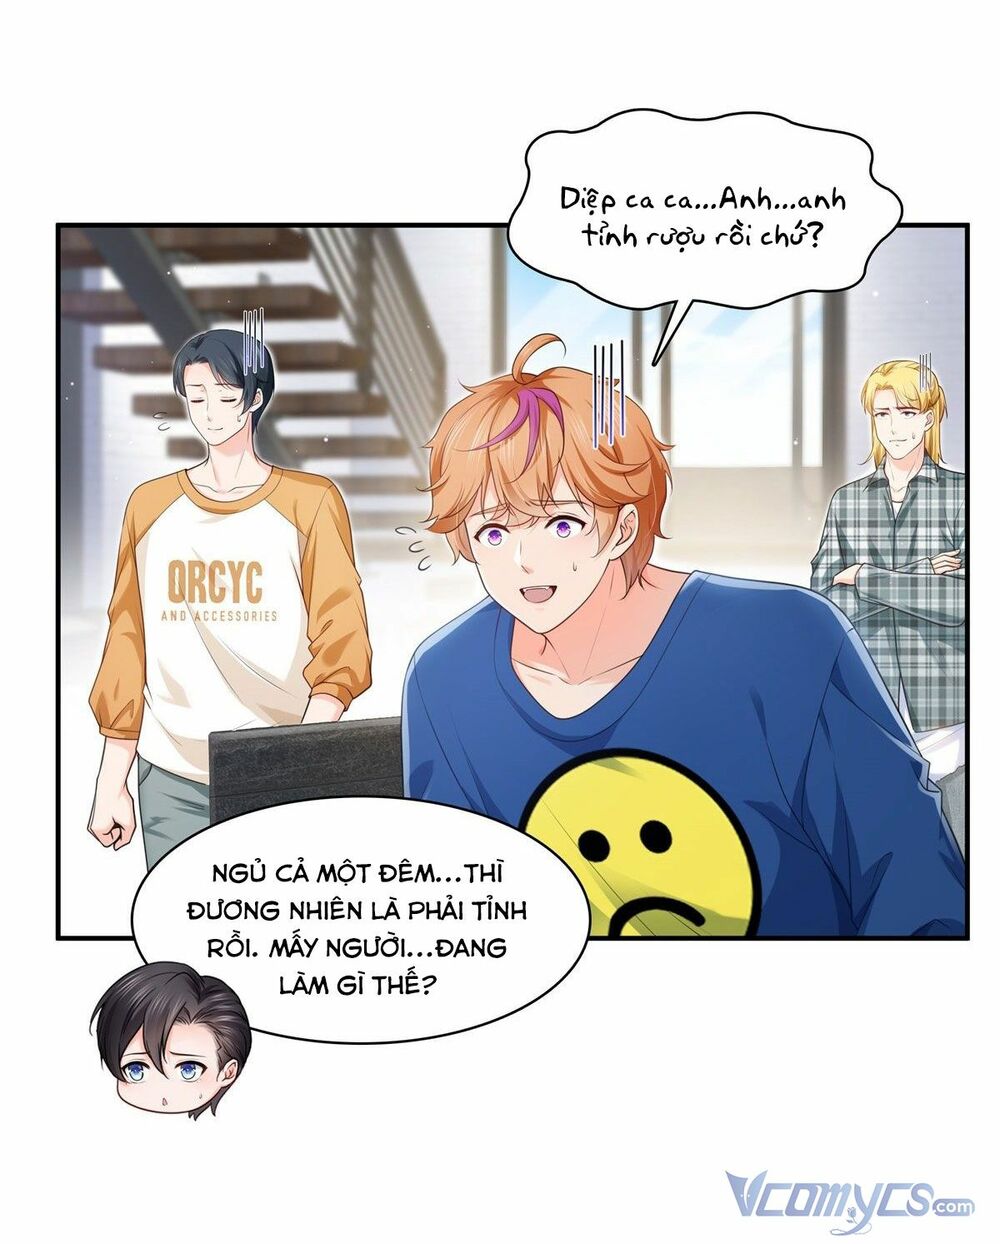 Diệp ca ca...Anh...anh
tỉnh rượu rồi chứ?
ORCYC
AND ACCESSORIES
NGỦ CẢ MỘT ĐÊM...THÌ
ĐƯƠNG NHIÊN LÀ PHẢI TỈNH
RỒI. MẤY NGƯỜI...ĐANG
LÀM GÌ THẾ?
VCOMYCS.com